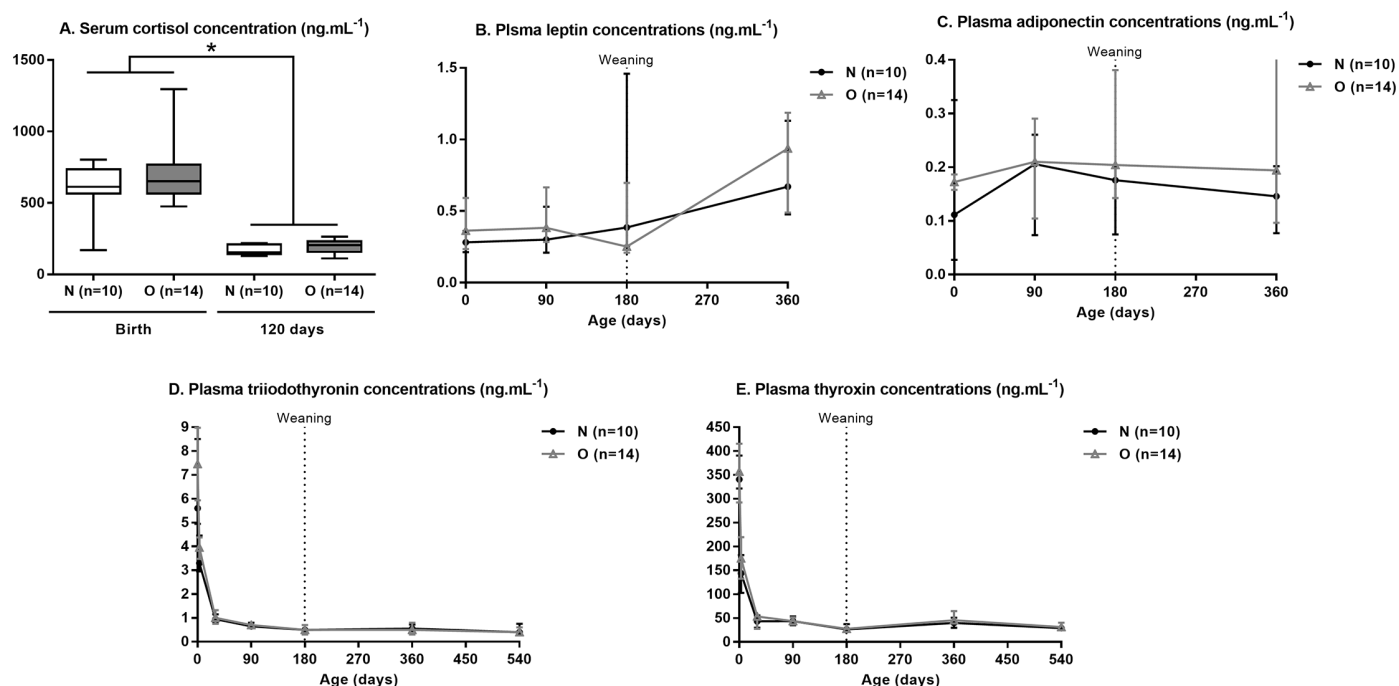 A. Serum cortisol concentration (ng.mL-1)
*
1500
1000
500
0
N (n=10) O (n=14) N (n=10) O (n=14)
Birth 120 days
B. Plsma leptin concentrations (ng.mL-1)
Weaning
N (n=10)
O (n=14)
1.5
1.0
0.5
0.0
0 90 180 270 360
Age (days)
C. Plasma adiponectin concentrations (ng.mL-1)
Weaning
N (n=10)
O (n=14)
0.4
0.3
0.2
0.1
0.0
0 90 180 270 360
Age (days)
D. Plasma triiodothyronin concentrations (ng.mL-1)
Weaning
N (n=10)
O (n=14)
9
8
7
6
5
4
3
2
1
0
0 90 180 270 360 450 540
Age (days)
E. Plasma thyroxin concentrations (ng.mL-1)
Weaning
N (n=10)
O (n=14)
450
400
350
300
250
200
150
100
50
0
0 90 180 270 360 450 540
Age (days)